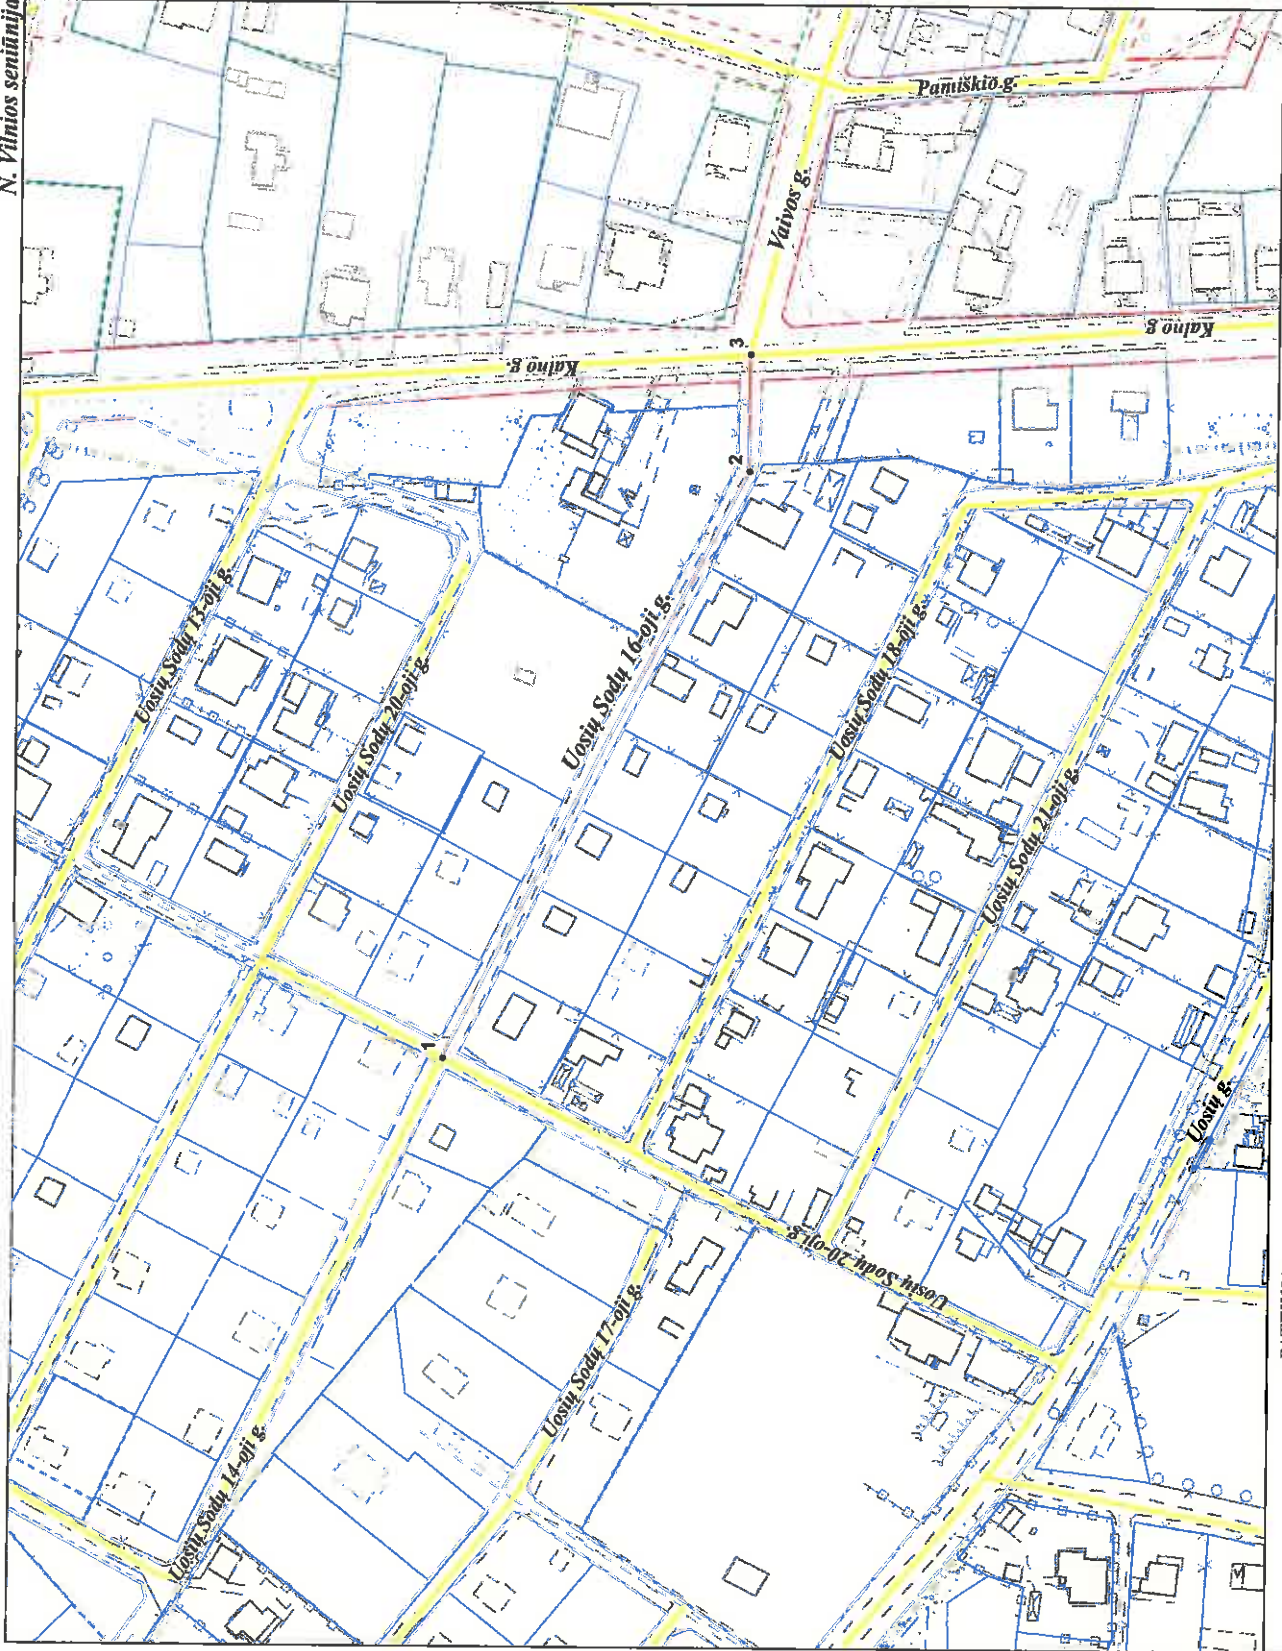 N. Vilnios seniūnija
Pamiškio g.
Vaivos g.
Kalno g.
3
Kalno g
2
Uosių Sodų 13-oji g.
Uosių Sodų 16-oji g.
Uosių Sodų 18-oji g.
Uosių Sodų 20-oji g.
Uosių Sodų 21-oji g.
1
Uosių g.
Uosių Sodų 20-oji g.
Uosių Sodų 17-oji g.
Uosių Sodų 14-oji g.